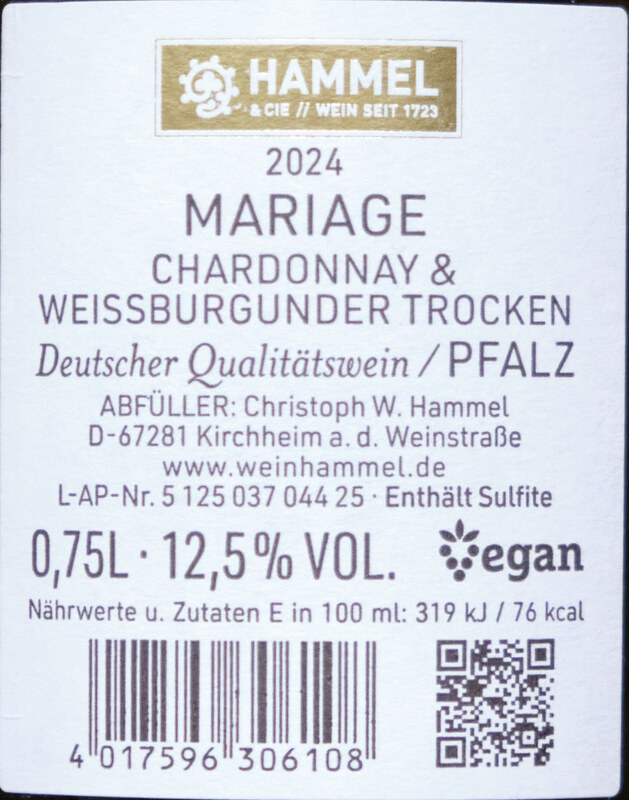 HAMMEL
& CIE // WEIN SEIT 1723
2024
MARIAGE
CHARDONNAY &
WEISSBURGUNDER TROCKEN
Deutscher Qualitätswein / PFALZ
ABFÜLLER: Christoph W. Hammel
D-67281 Kirchheim a. d. Weinstraße
www.weinhammel.de
L-AP-Nr. 5 125 037 044 25 · Enthält Sulfite
0,75L · 12,5% VOL. Vegan
Nährwerte u. Zutaten E in 100 ml: 319 kJ / 76 kcal
4 017596 306108